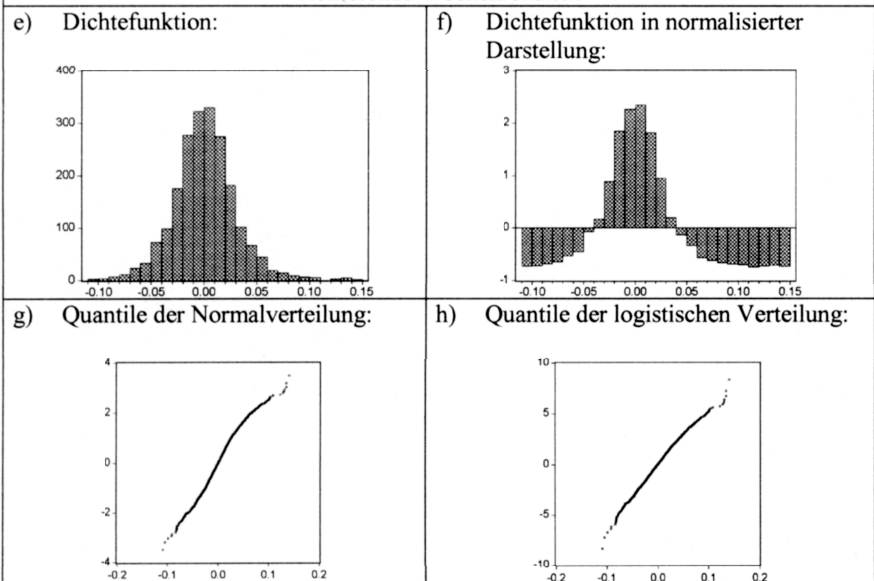 e) Dichtefunktion:
400
300
200
100
0
-0.10 -0.05 0.00 0.05 0.10 0.15
f) Dichtefunktion in normalisierter
Darstellung:
3
2
1
0
-1
-0.10 -0.05 0.00 0.05 0.10 0.15
g) Quantile der Normalverteilung:
4
2
0
-2
-4
-0.2 -0.1 0.0 0.1 0.2
h) Quantile der logistischen Verteilung:
10
5
0
-5
-10
-0.2 -0.1 0.0 0.1 0.2